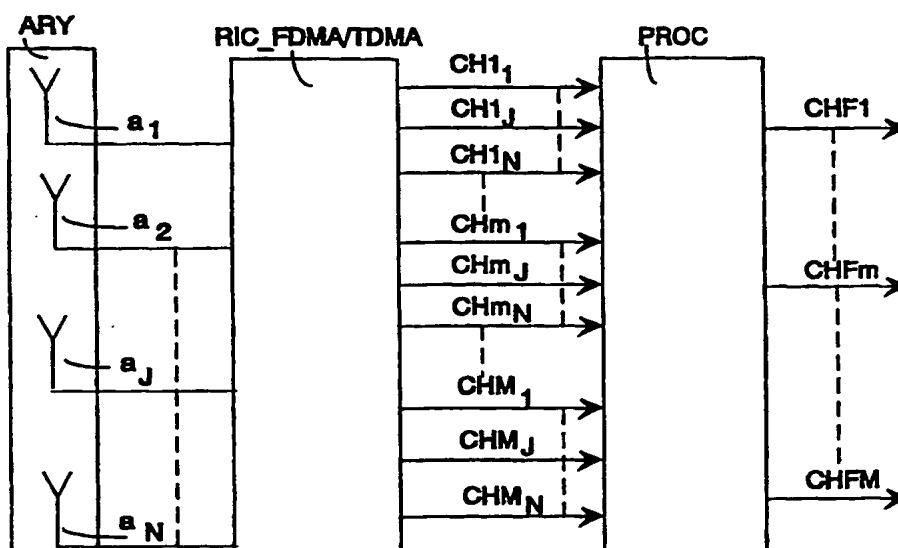 ARY
RIC_FDMA/TDMA
PROC
a1
a2
aJ
aN
CH11
CH1J
CH1N
CHm1
CHmJ
CHmN
CHM1
CHMJ
CHMN
CHF1
CHFm
CHFM